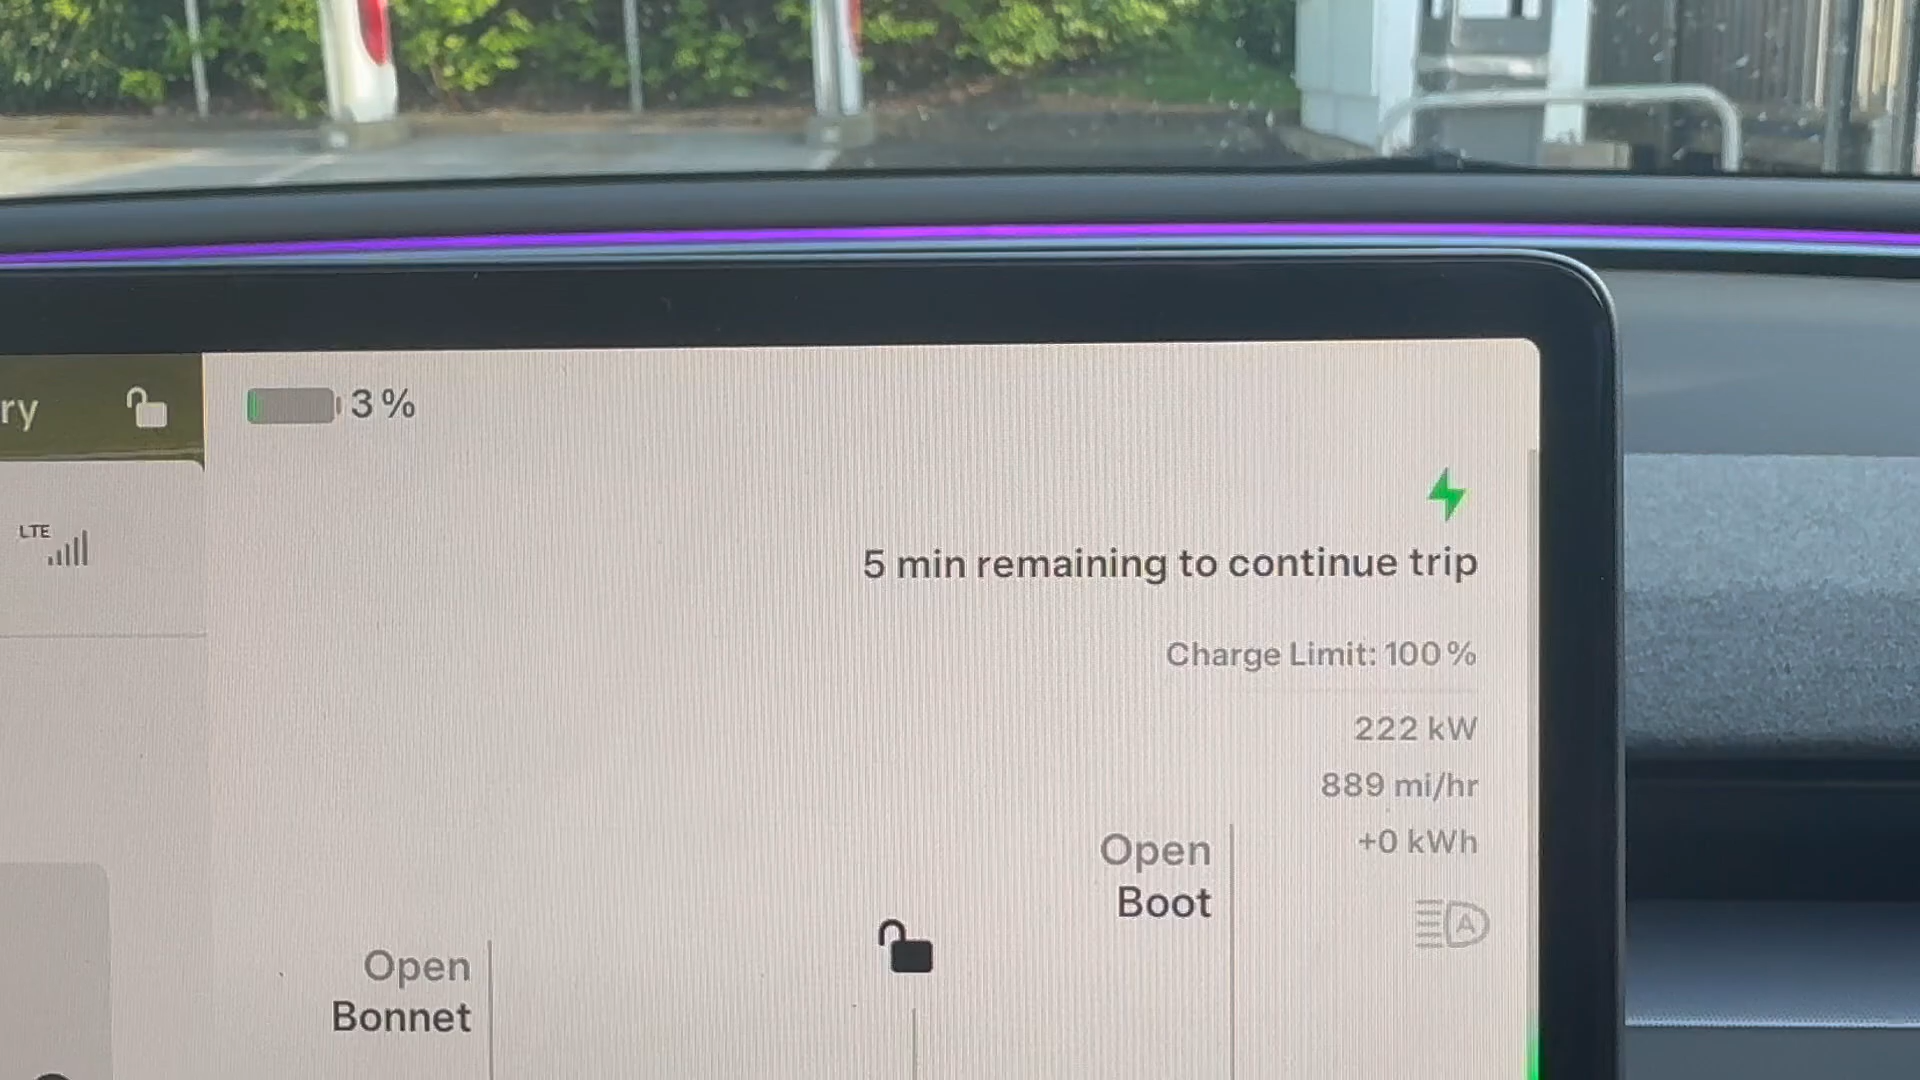 ry
3%
LTE
5 min remaining to continue trip
Charge Limit: 100%
222 kW
889 mi/hr
+0 kWh
Open
Boot
A
Open
Bonnet